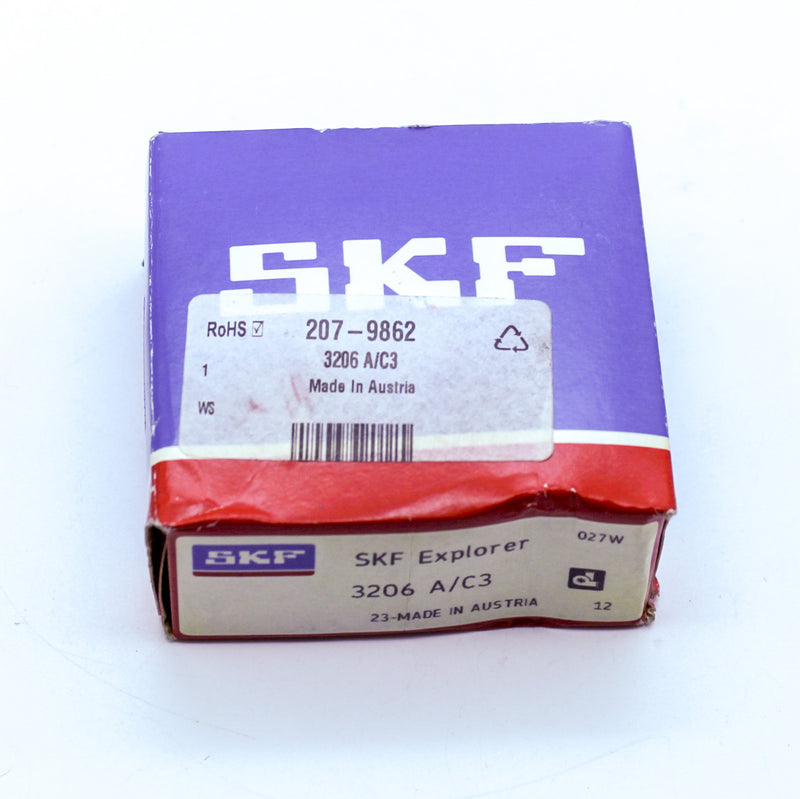 SKF
RoHS ☑ 207-9862
3206 A/C3
1
Made In Austria
WS
SKF
SKF Explorer
027W
3206 A/C3
23-MADE IN AUSTRIA
12